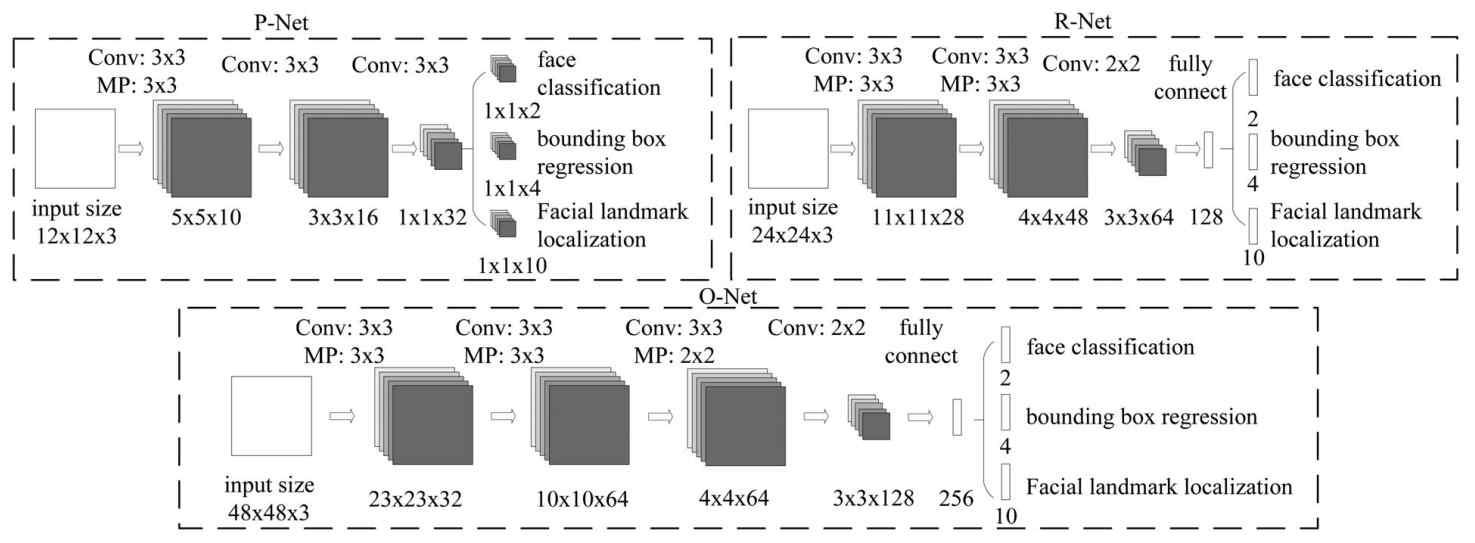 P-Net
Conv: 3x3
MP: 3x3
Conv: 3x3
Conv: 3x3
face
classification
1x1x2
bounding box
regression
1x1x4
Facial landmark
localization
1x1x10
input size
12x12x3
5x5x10
3x3x16
1x1x32
R-Net
Conv: 3x3
MP: 3x3
Conv: 3x3
MP: 3x3
Conv: 2x2
fully
connect
face classification
2
bounding box
regression
4
Facial landmark
localization
10
input size
24x24x3
11x11x28
4x4x48
3x3x64
128
O-Net
Conv: 3x3
MP: 3x3
Conv: 3x3
MP: 3x3
Conv: 3x3
MP: 2x2
Conv: 2x2
fully
connect
face classification
2
bounding box regression
4
Facial landmark localization
10
input size
48x48x3
23x23x32
10x10x64
4x4x64
3x3x128
256